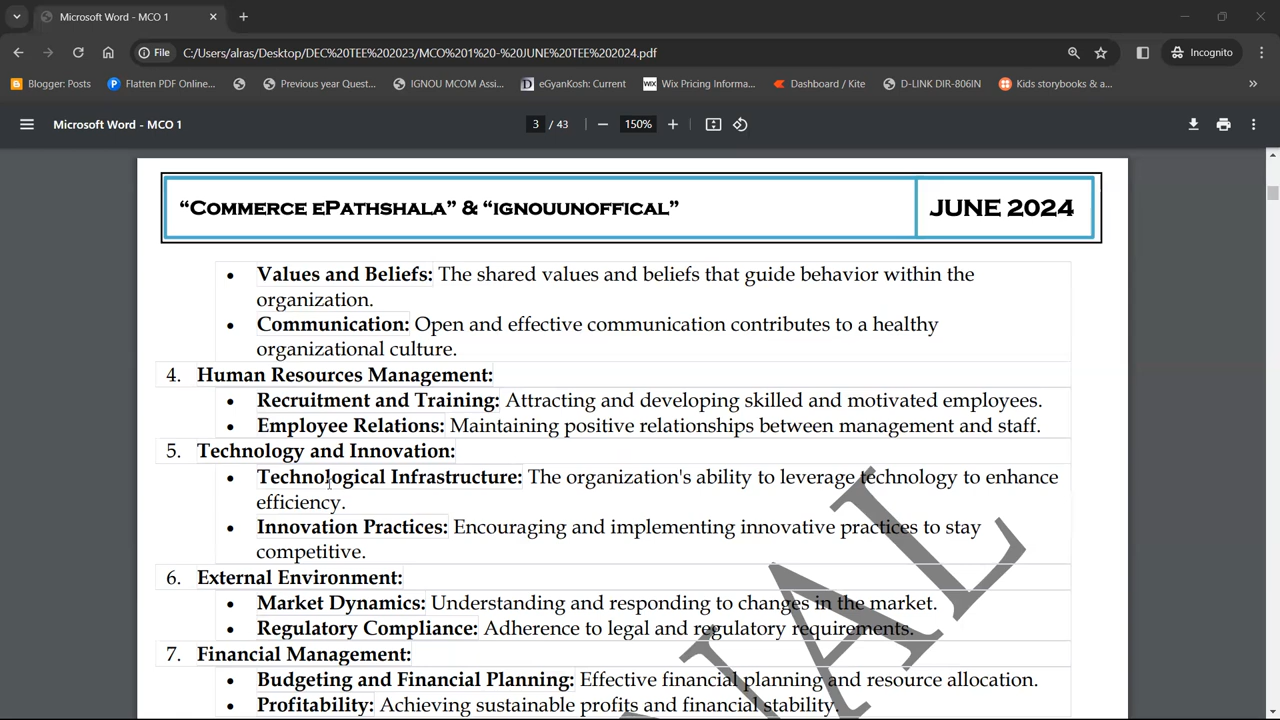 Microsoft Word - MCO 1
File
C:/Users/alras/Desktop/DEC%20TEE%202023/MCO%201%20-%20JUNE%20TEE%202024.pdf
Incognito
Blogger: Posts
Flatten PDF Online...
Previous year Quest...
IGNOU MCOM Assi...
eGyanKosh: Current
WIX
Wix Pricing Informa...
Dashboard / Kite
D-LINK DIR-806IN
Kids storybooks & a...
Microsoft Word - MCO 1
3 / 43
150%
“COMMERCE EPATHSHALA” & “IGNOUUNOFFICAL”
JUNE 2024
• Values and Beliefs: The shared values and beliefs that guide behavior within the
organization.
• Communication: Open and effective communication contributes to a healthy
organizational culture.
4. Human Resources Management:
• Recruitment and Training: Attracting and developing skilled and motivated employees.
• Employee Relations: Maintaining positive relationships between management and staff.
5. Technology and Innovation:
• Technological Infrastructure: The organization's ability to leverage technology to enhance
efficiency.
• Innovation Practices: Encouraging and implementing innovative practices to stay
competitive.
6. External Environment:
• Market Dynamics: Understanding and responding to changes in the market.
• Regulatory Compliance: Adherence to legal and regulatory requirements.
7. Financial Management:
• Budgeting and Financial Planning: Effective financial planning and resource allocation.
• Profitability: Achieving sustainable profits and financial stability.